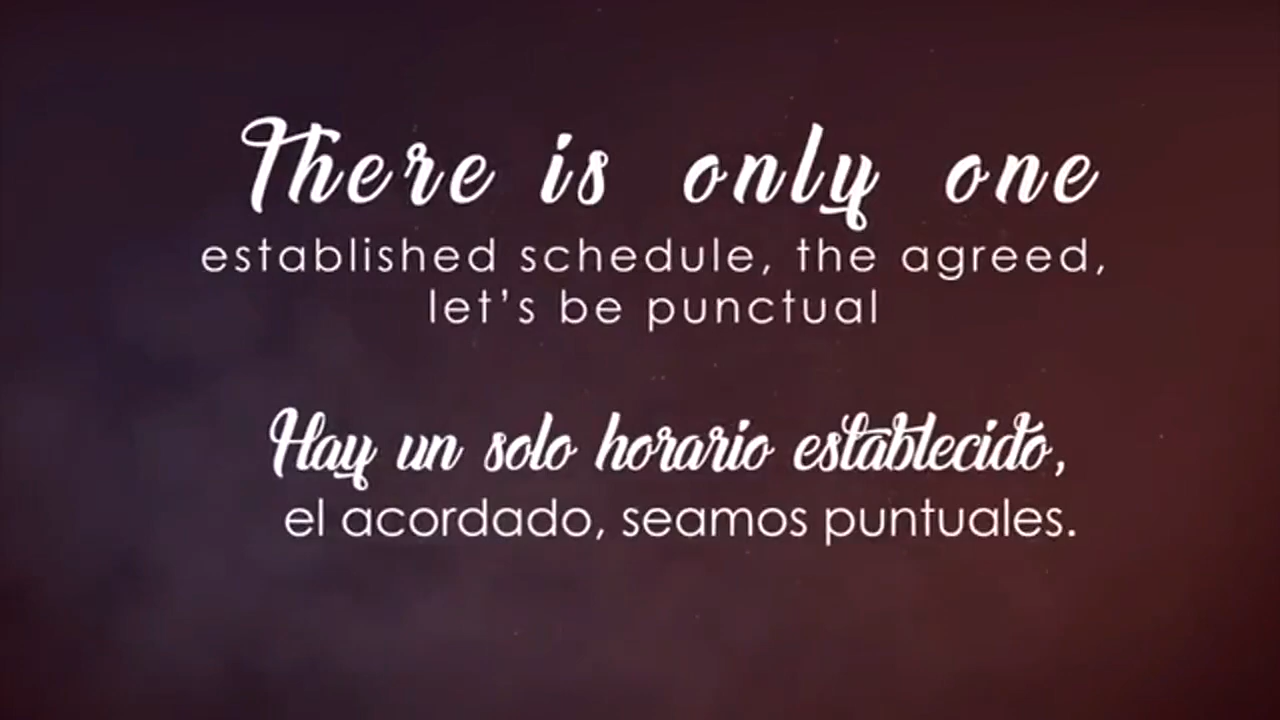 There is only one
established schedule, the agreed,
let’s be punctual
Hay un solo horario establecido,
el acordado, seamos puntuales.